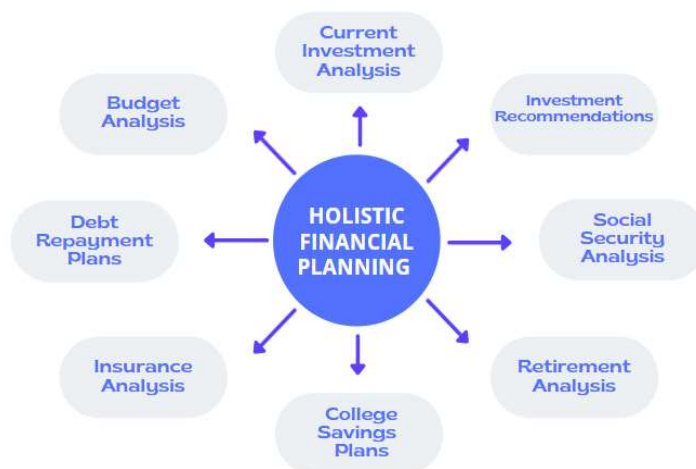 Current
Investment
Analysis
Investment
Recommendations
Social
Security
Analysis
Retirement
Analysis
College
Savings
Plans
Insurance
Analysis
Debt
Repayment
Plans
Budget
Analysis
HOLISTIC
FINANCIAL
PLANNING